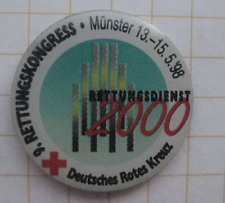 9. RETTUNGSKONGRESS • Münster 13.-15.5.98
RETTUNGSDIENST
2000
Deutsches Rotes Kreuz